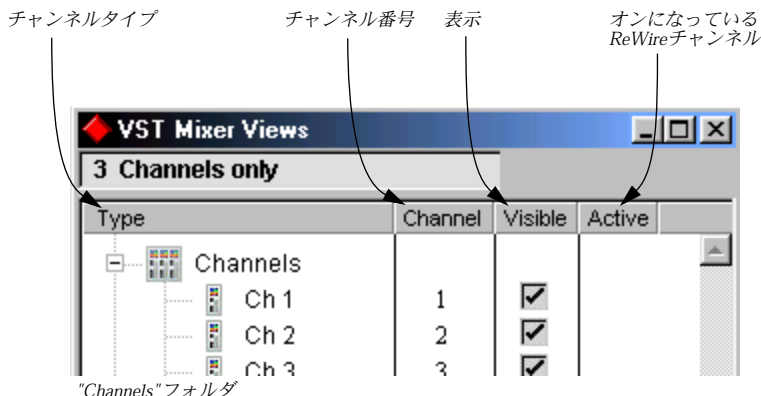 チャンネルタイプ
チャンネル番号
表示
オンになっている
ReWireチャンネル
VST Mixer Views
3 Channels only
Type Channel Visible Active
Channels
Ch 1 1
Ch 2 2
Ch 3 3
"Channels"フォルダ